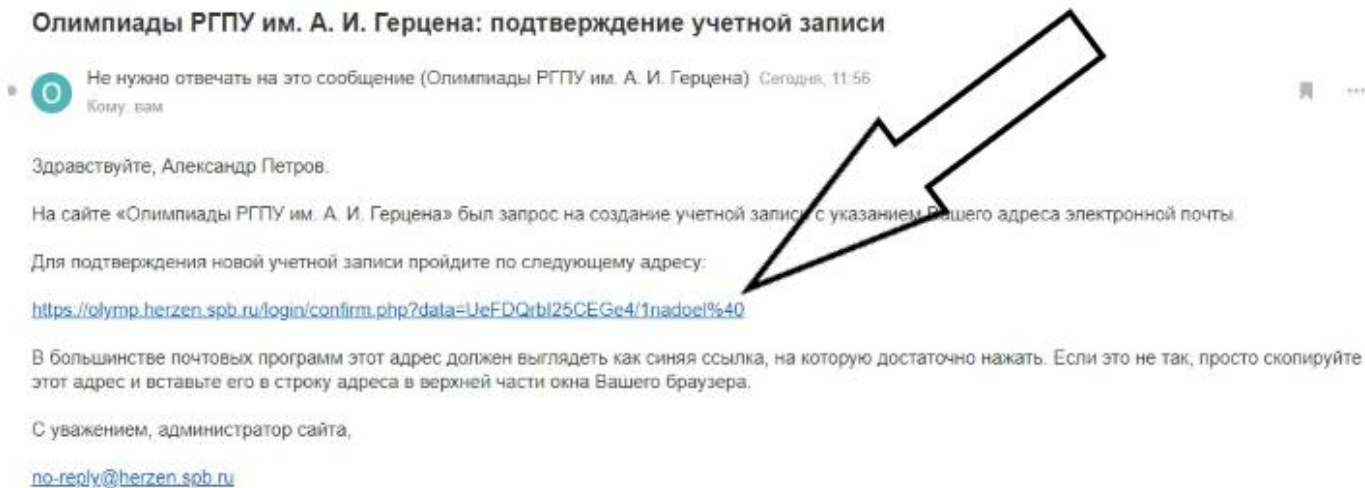 Олимпиады РГПУ им. А. И. Герцена: подтверждение учетной записи
О
Не нужно отвечать на это сообщение (Олимпиады РГПУ им. А. И. Герцена) Сегодня, 11:56
Кому: вам
Здравствуйте, Александр Петров.
На сайте «Олимпиады РГПУ им. А. И. Герцена» был запрос на создание учетной записи с указанием Вашего адреса электронной почты.
Для подтверждения новой учетной записи пройдите по следующему адресу:
https://olymp.herzen.spb.ru/login/confirm.php?data=UeFDQrbI25CEGe4/1nadoel%40
В большинстве почтовых программ этот адрес должен выглядеть как синяя ссылка, на которую достаточно нажать. Если это не так, просто скопируйте
этот адрес и вставьте его в строку адреса в верхней части окна Вашего браузера.
С уважением, администратор сайта,
no-reply@herzen.spb.ru